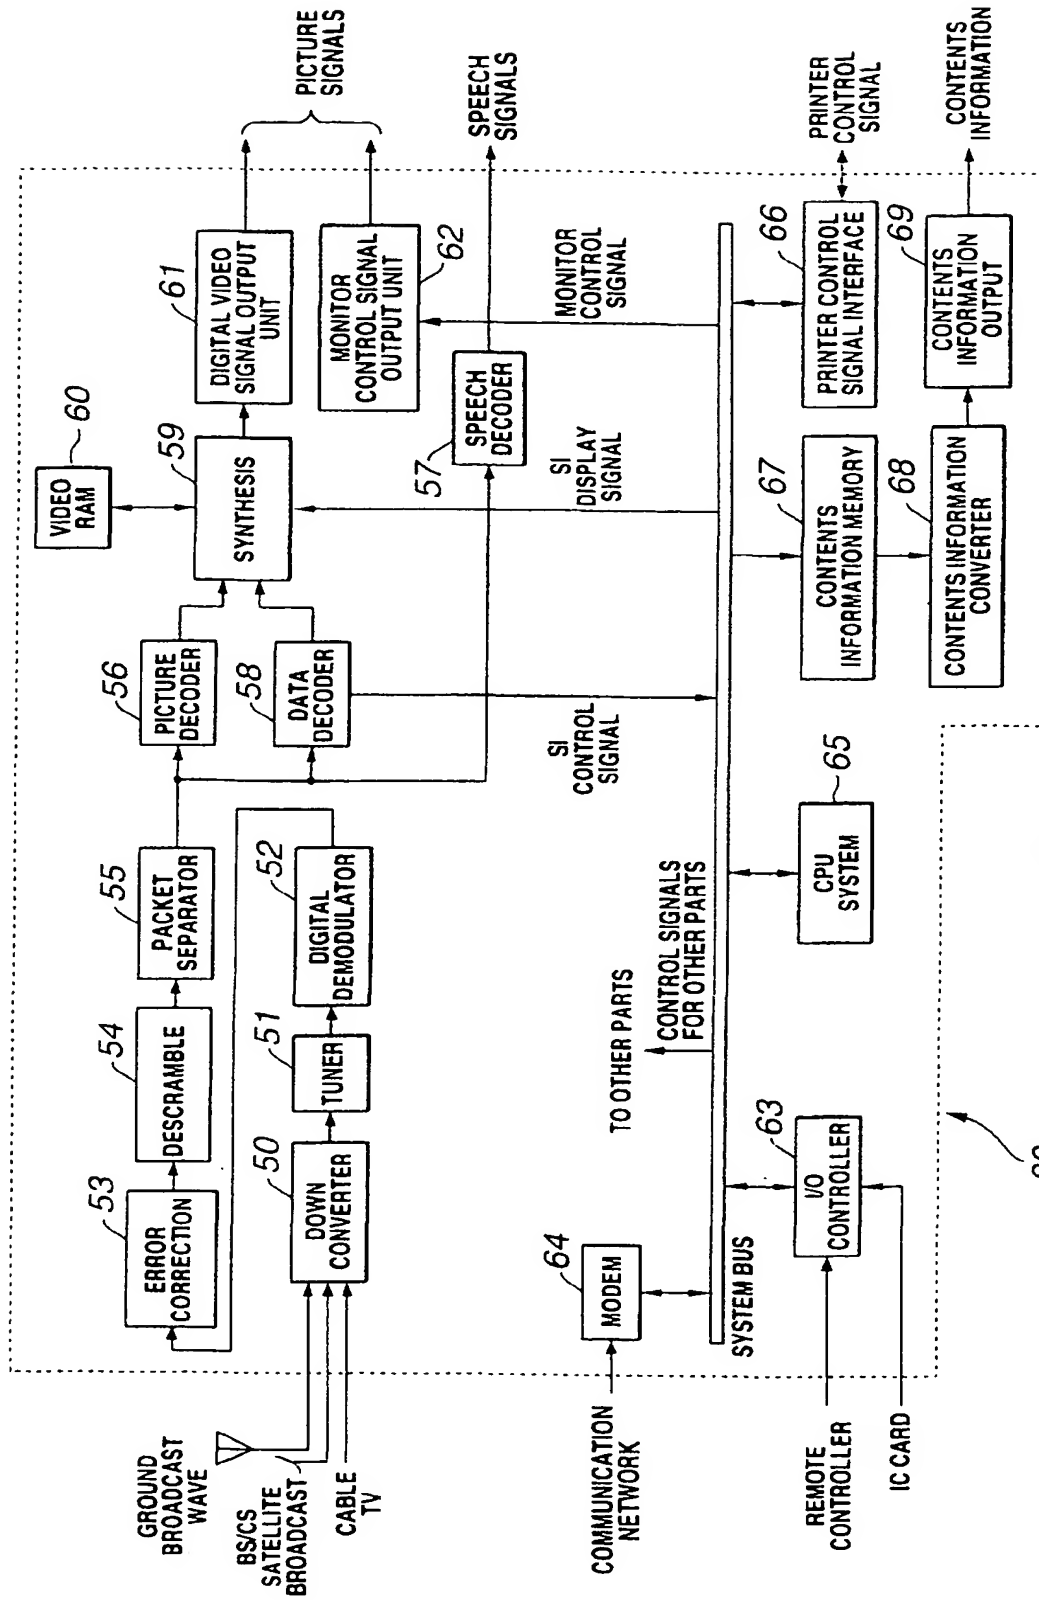 GROUND
BROADCAST
WAVE
BS/CS
SATELLITE
BROADCAST
CABLE
TV
53
ERROR
CORRECTION
54
DESCRAMBLE
55
PACKET
SEPARATOR
50
DOWN
CONVERTER
51
TUNER
52
DIGITAL
DEMODULATOR
56
PICTURE
DECODER
58
DATA
DECODER
60
VIDEO
RAM
59
SYNTHESIS
61
DIGITAL VIDEO
SIGNAL OUTPUT
UNIT
MONITOR
CONTROL SIGNAL
OUTPUT UNIT
62
57
SPEECH
DECODER
PICTURE
SIGNALS
SPEECH
SIGNALS
SI
CONTROL
SIGNAL
SI
DISPLAY
SIGNAL
MONITOR
CONTROL
SIGNAL
COMMUNICATION
NETWORK
64
MODEM
TO OTHER PARTS
CONTROL SIGNALS
FOR OTHER PARTS
SYSTEM BUS
REMOTE
CONTROLLER
IC CARD
63
I/O
CONTROLLER
65
CPU
SYSTEM
67
CONTENTS
INFORMATION MEMORY
68
CONTENTS INFORMATION
CONVERTER
66
PRINTER CONTROL
SIGNAL INTERFACE
69
CONTENTS
INFORMATION
OUTPUT
PRINTER
CONTROL
SIGNAL
CONTENTS
INFORMATION